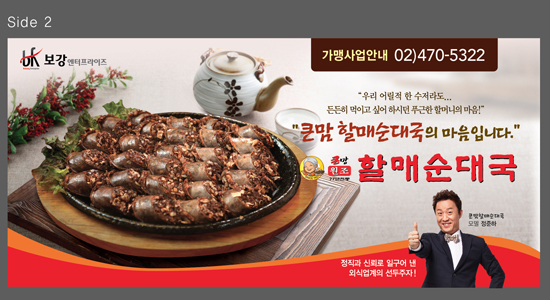 Side 2
bk 보강엔터프라이즈
가맹사업안내 02)470-5322
"우리 어릴적 한 수저라도...
든든히 먹이고 싶어 하시던 푸근한 할머니의 마음!"
"큰맘 할매순대국의 마음입니다."
큰맘
원조
할매순대국
큰맘할매순대국
모델 정준하
정직과 신뢰로 일구어 낸
외식업계의 선두주자!